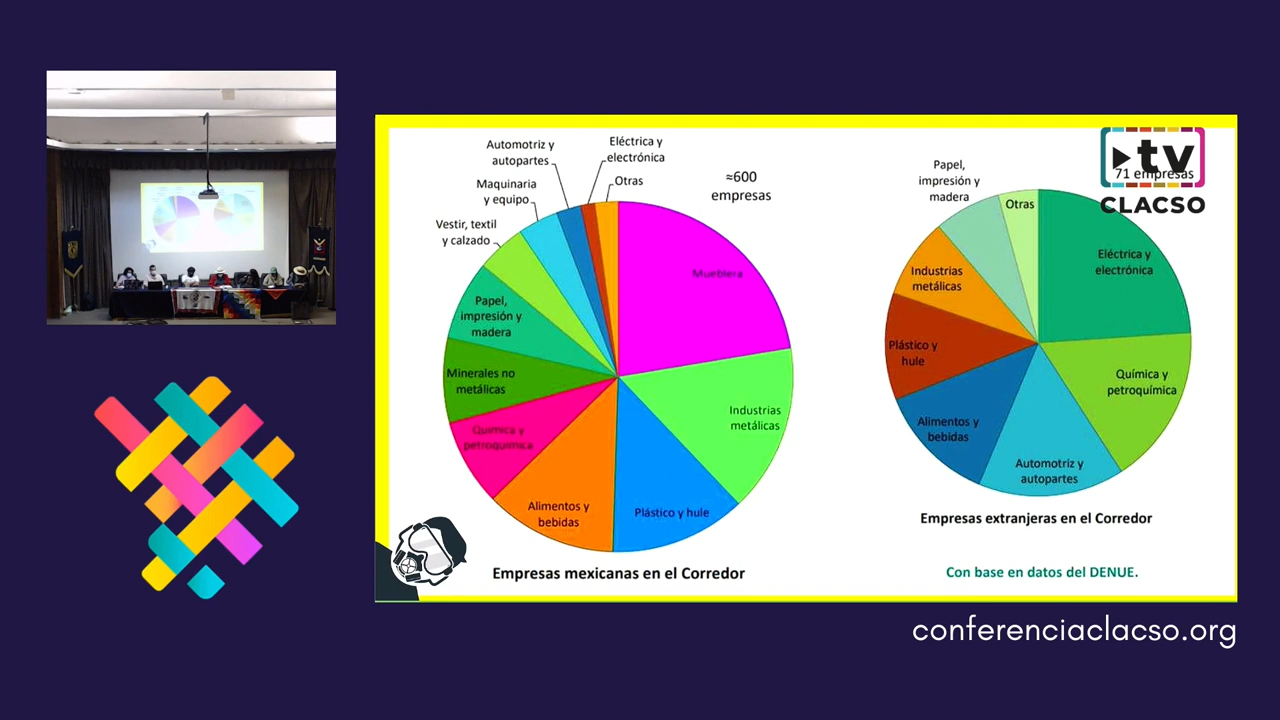 Automotriz y
autopartes
Eléctrica y
electrónica
Maquinaria
y equipo
Otras
Vestir, textil
y calzado
≈600
empresas
Mueblera
Papel,
impresión y
madera
Minerales no
metálicas
Industrias
metálicas
Química y
petroquímica
Alimentos y
bebidas
Plástico y hule
Empresas mexicanas en el Corredor
tv
71 empresas
CLACSO
Papel,
impresión y
madera
Otras
Eléctrica y
electrónica
Industrias
metálicas
Plástico y
hule
Química y
petroquímica
Alimentos y
bebidas
Automotriz y
autopartes
Empresas extranjeras en el Corredor
Con base en datos del DENUE.
conferenciaclacso.org